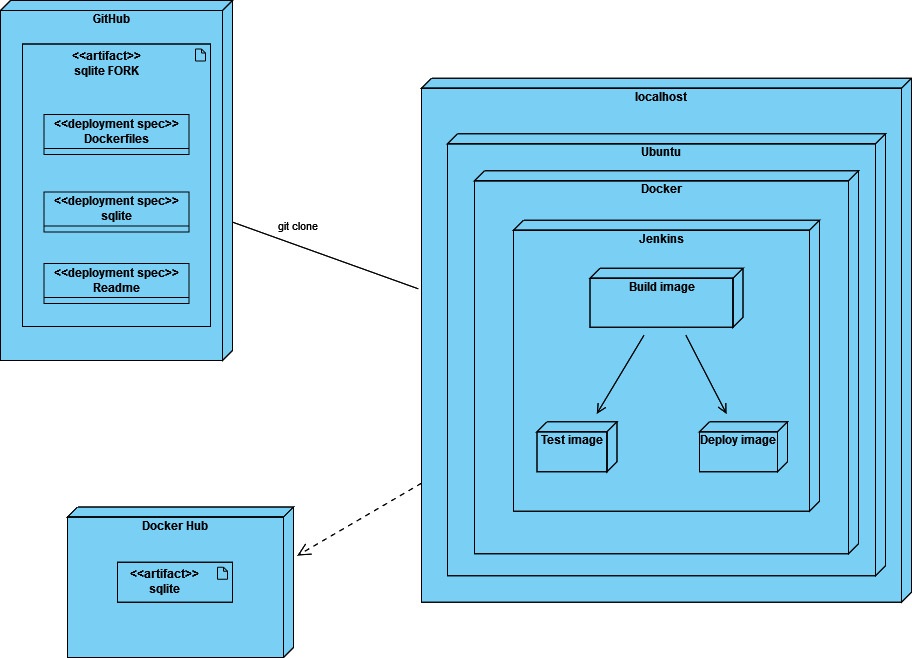 GitHub
<<artifact>>
sqlite FORK
<<deployment spec>>
Dockerfiles
<<deployment spec>>
sqlite
<<deployment spec>>
Readme
git clone
localhost
Ubuntu
Docker
Jenkins
Build image
Test image
Deploy image
Docker Hub
<<artifact>>
sqlite